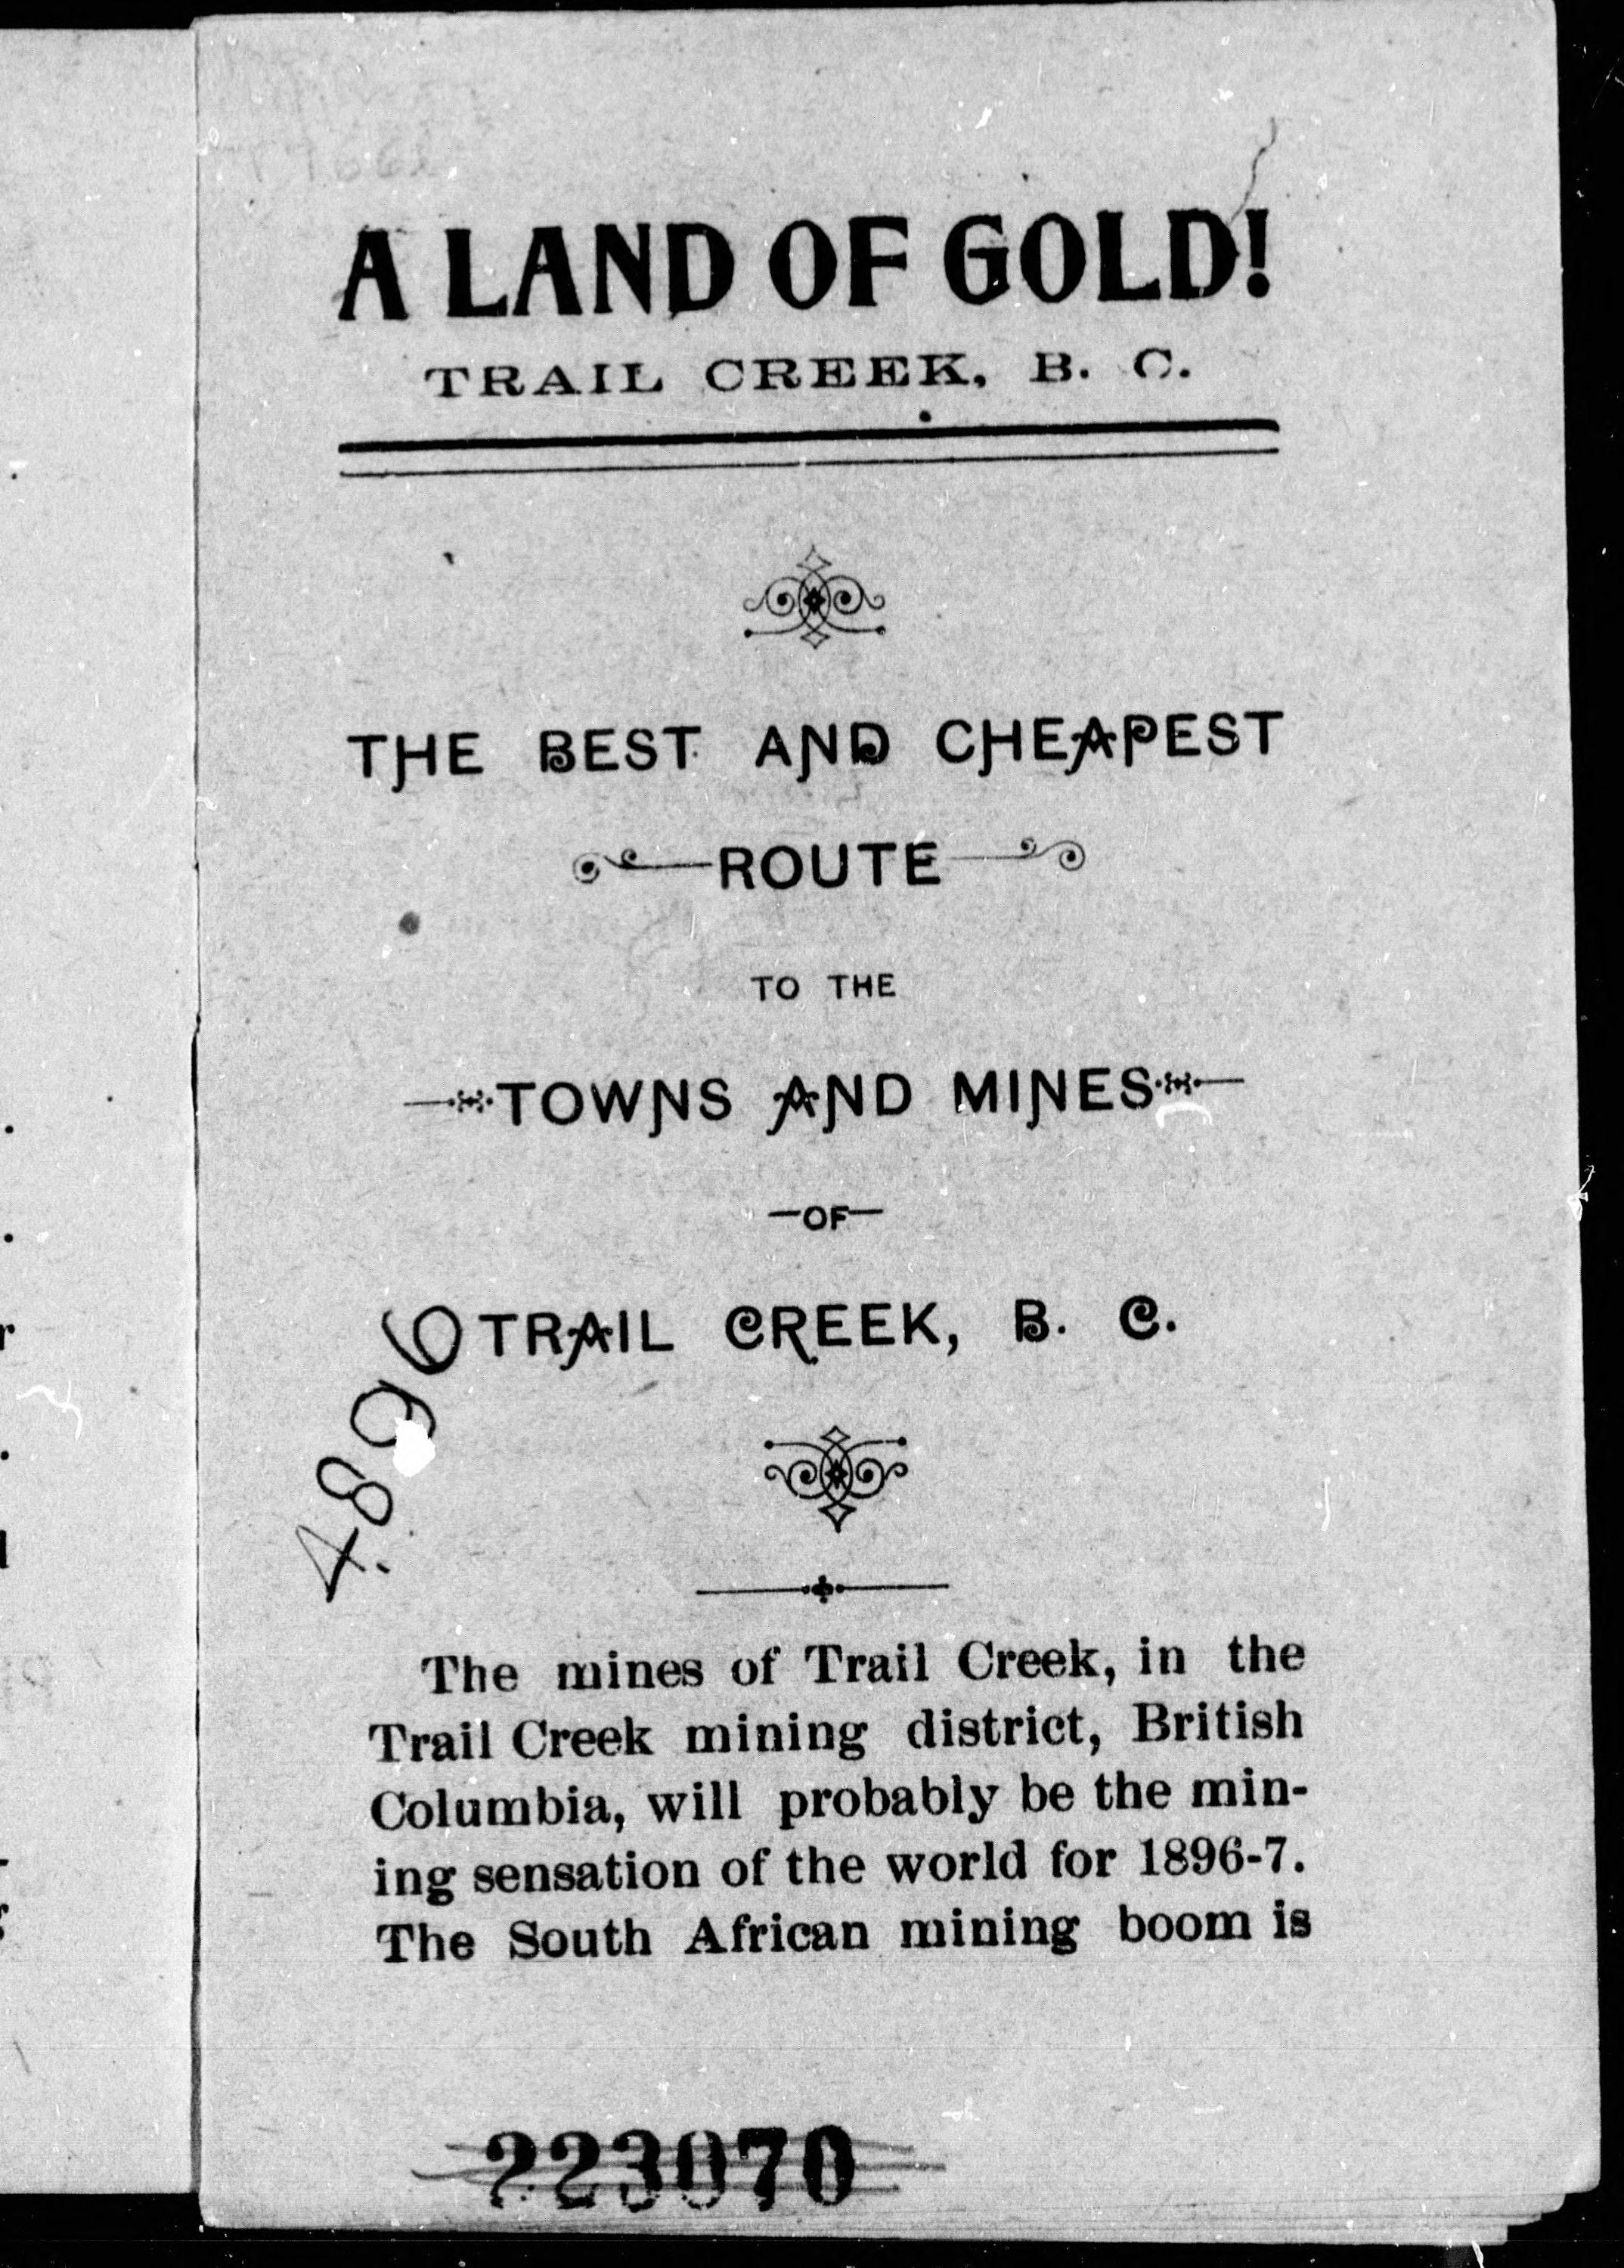 A LAND OF GOLD!
TRAIL CREEK, B. C.
THE BEST AND CHEAPEST
ROUTE
TO THE
TOWNS AND MINES
—OF—
TRAIL CREEK, B. C.
4896
The mines of Trail Creek, in the
Trail Creek mining district, British
Columbia, will probably be the min-
ing sensation of the world for 1896-7.
The South African mining boom is
223070